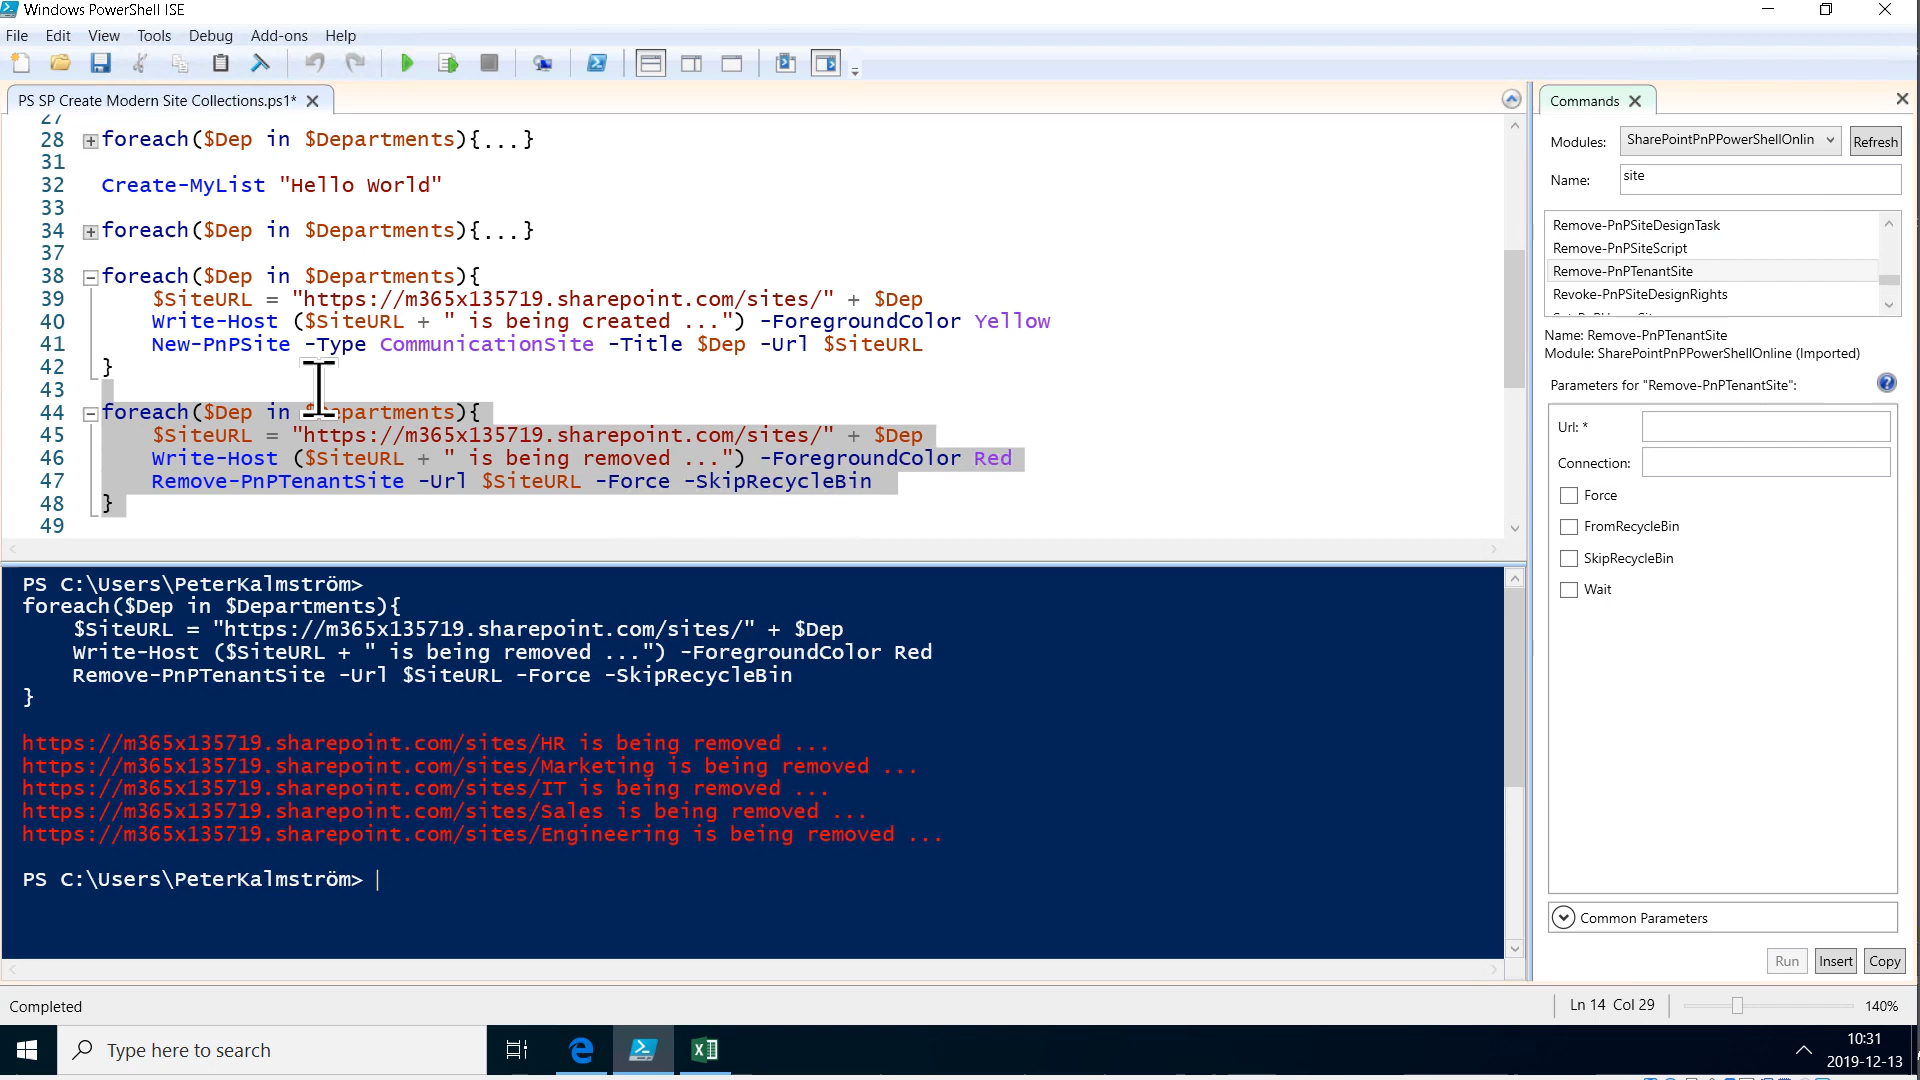 Windows PowerShell ISE
File Edit View Tools Debug Add-ons Help
PS SP Create Modern Site Collections.ps1*
27
28 foreach($Dep in $Departments){...}
31
32 Create-MyList "Hello World"
33
34 foreach($Dep in $Departments){...}
37
38 foreach($Dep in $Departments){
39 $SiteURL = "https://m365x135719.sharepoint.com/sites/" + $Dep
40 Write-Host ($SiteURL + " is being created ...") -ForegroundColor Yellow
41 New-PnPSite -Type CommunicationSite -Title $Dep -Url $SiteURL
42 }
43
44 foreach($Dep in $Departments){
45 $SiteURL = "https://m365x135719.sharepoint.com/sites/" + $Dep
46 Write-Host ($SiteURL + " is being removed ...") -ForegroundColor Red
47 Remove-PnPTenantSite -Url $SiteURL -Force -SkipRecycleBin
48 }
49
PS C:\Users\PeterKalmström>
foreach($Dep in $Departments){
$SiteURL = "https://m365x135719.sharepoint.com/sites/" + $Dep
Write-Host ($SiteURL + " is being removed ...") -ForegroundColor Red
Remove-PnPTenantSite -Url $SiteURL -Force -SkipRecycleBin
}
https://m365x135719.sharepoint.com/sites/HR is being removed ...
https://m365x135719.sharepoint.com/sites/Marketing is being removed ...
https://m365x135719.sharepoint.com/sites/IT is being removed ...
https://m365x135719.sharepoint.com/sites/Sales is being removed ...
https://m365x135719.sharepoint.com/sites/Engineering is being removed ...
PS C:\Users\PeterKalmström>
Commands
Modules: SharePointPnPPowerShellOnlin Refresh
Name: site
Remove-PnPSiteDesignTask
Remove-PnPSiteScript
Remove-PnPTenantSite
Revoke-PnPSiteDesignRights
Name: Remove-PnPTenantSite
Module: SharePointPnPPowerShellOnline (Imported)
Parameters for "Remove-PnPTenantSite":
Url: *
Connection:
Force
FromRecycleBin
SkipRecycleBin
Wait
Common Parameters
Run Insert Copy
Completed
Ln 14 Col 29
140%
Type here to search
10:31
2019-12-13